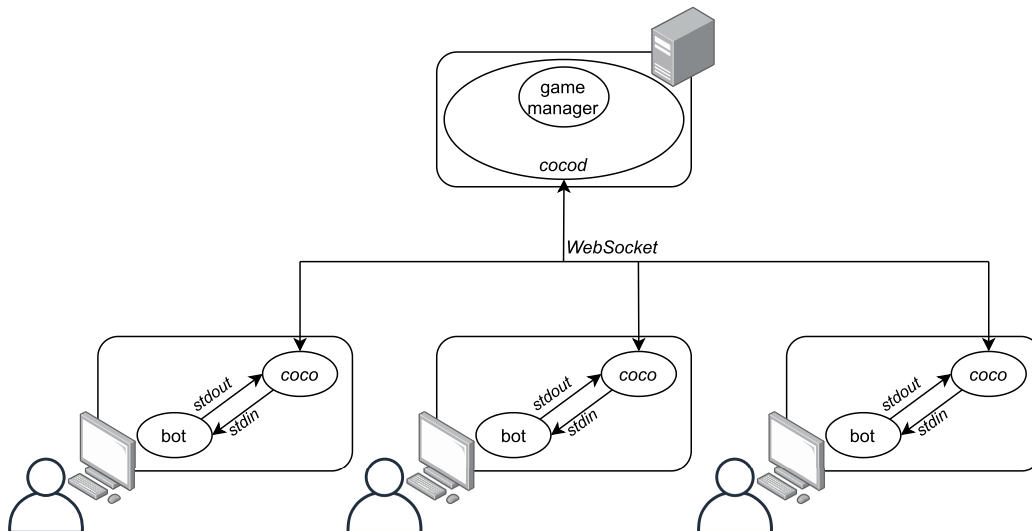 game
manager
cocod
WebSocket
coco
stdout
stdin
bot
coco
stdout
stdin
bot
coco
stdout
stdin
bot